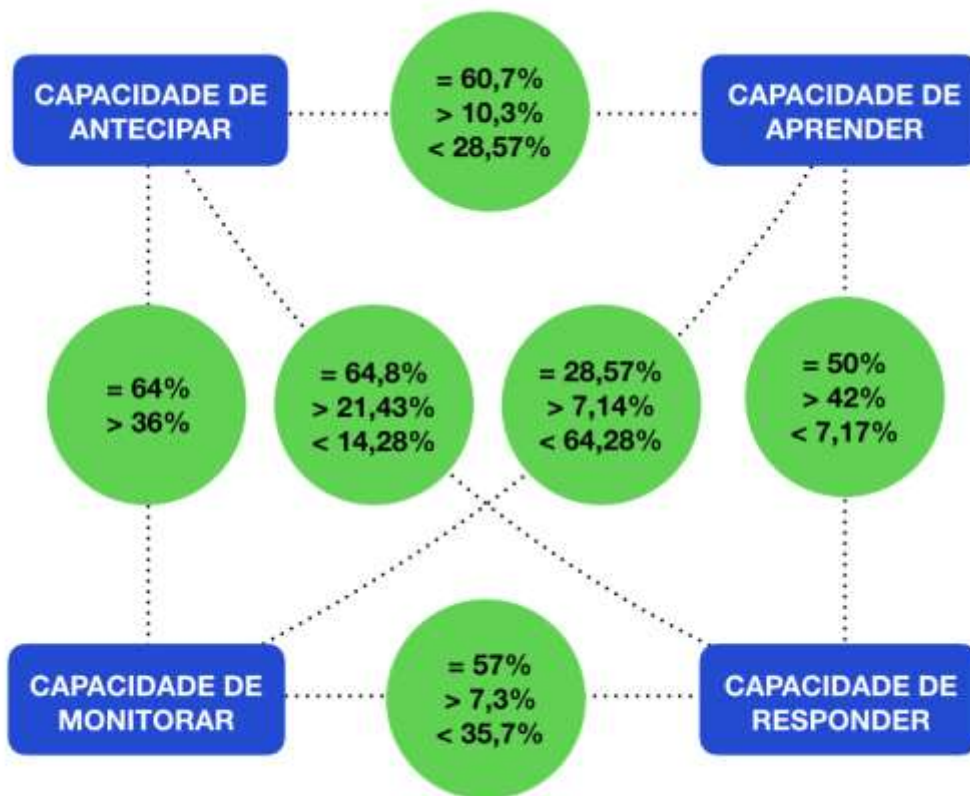 CAPACIDADE DE
ANTECIPAR
= 60,7%
> 10,3%
< 28,57%
CAPACIDADE DE
APRENDER
= 64%
> 36%
= 64,8%
> 21,43%
< 14,28%
= 28,57%
> 7,14%
< 64,28%
= 50%
> 42%
< 7,17%
CAPACIDADE DE
MONITORAR
= 57%
> 7,3%
< 35,7%
CAPACIDADE DE
RESPONDER